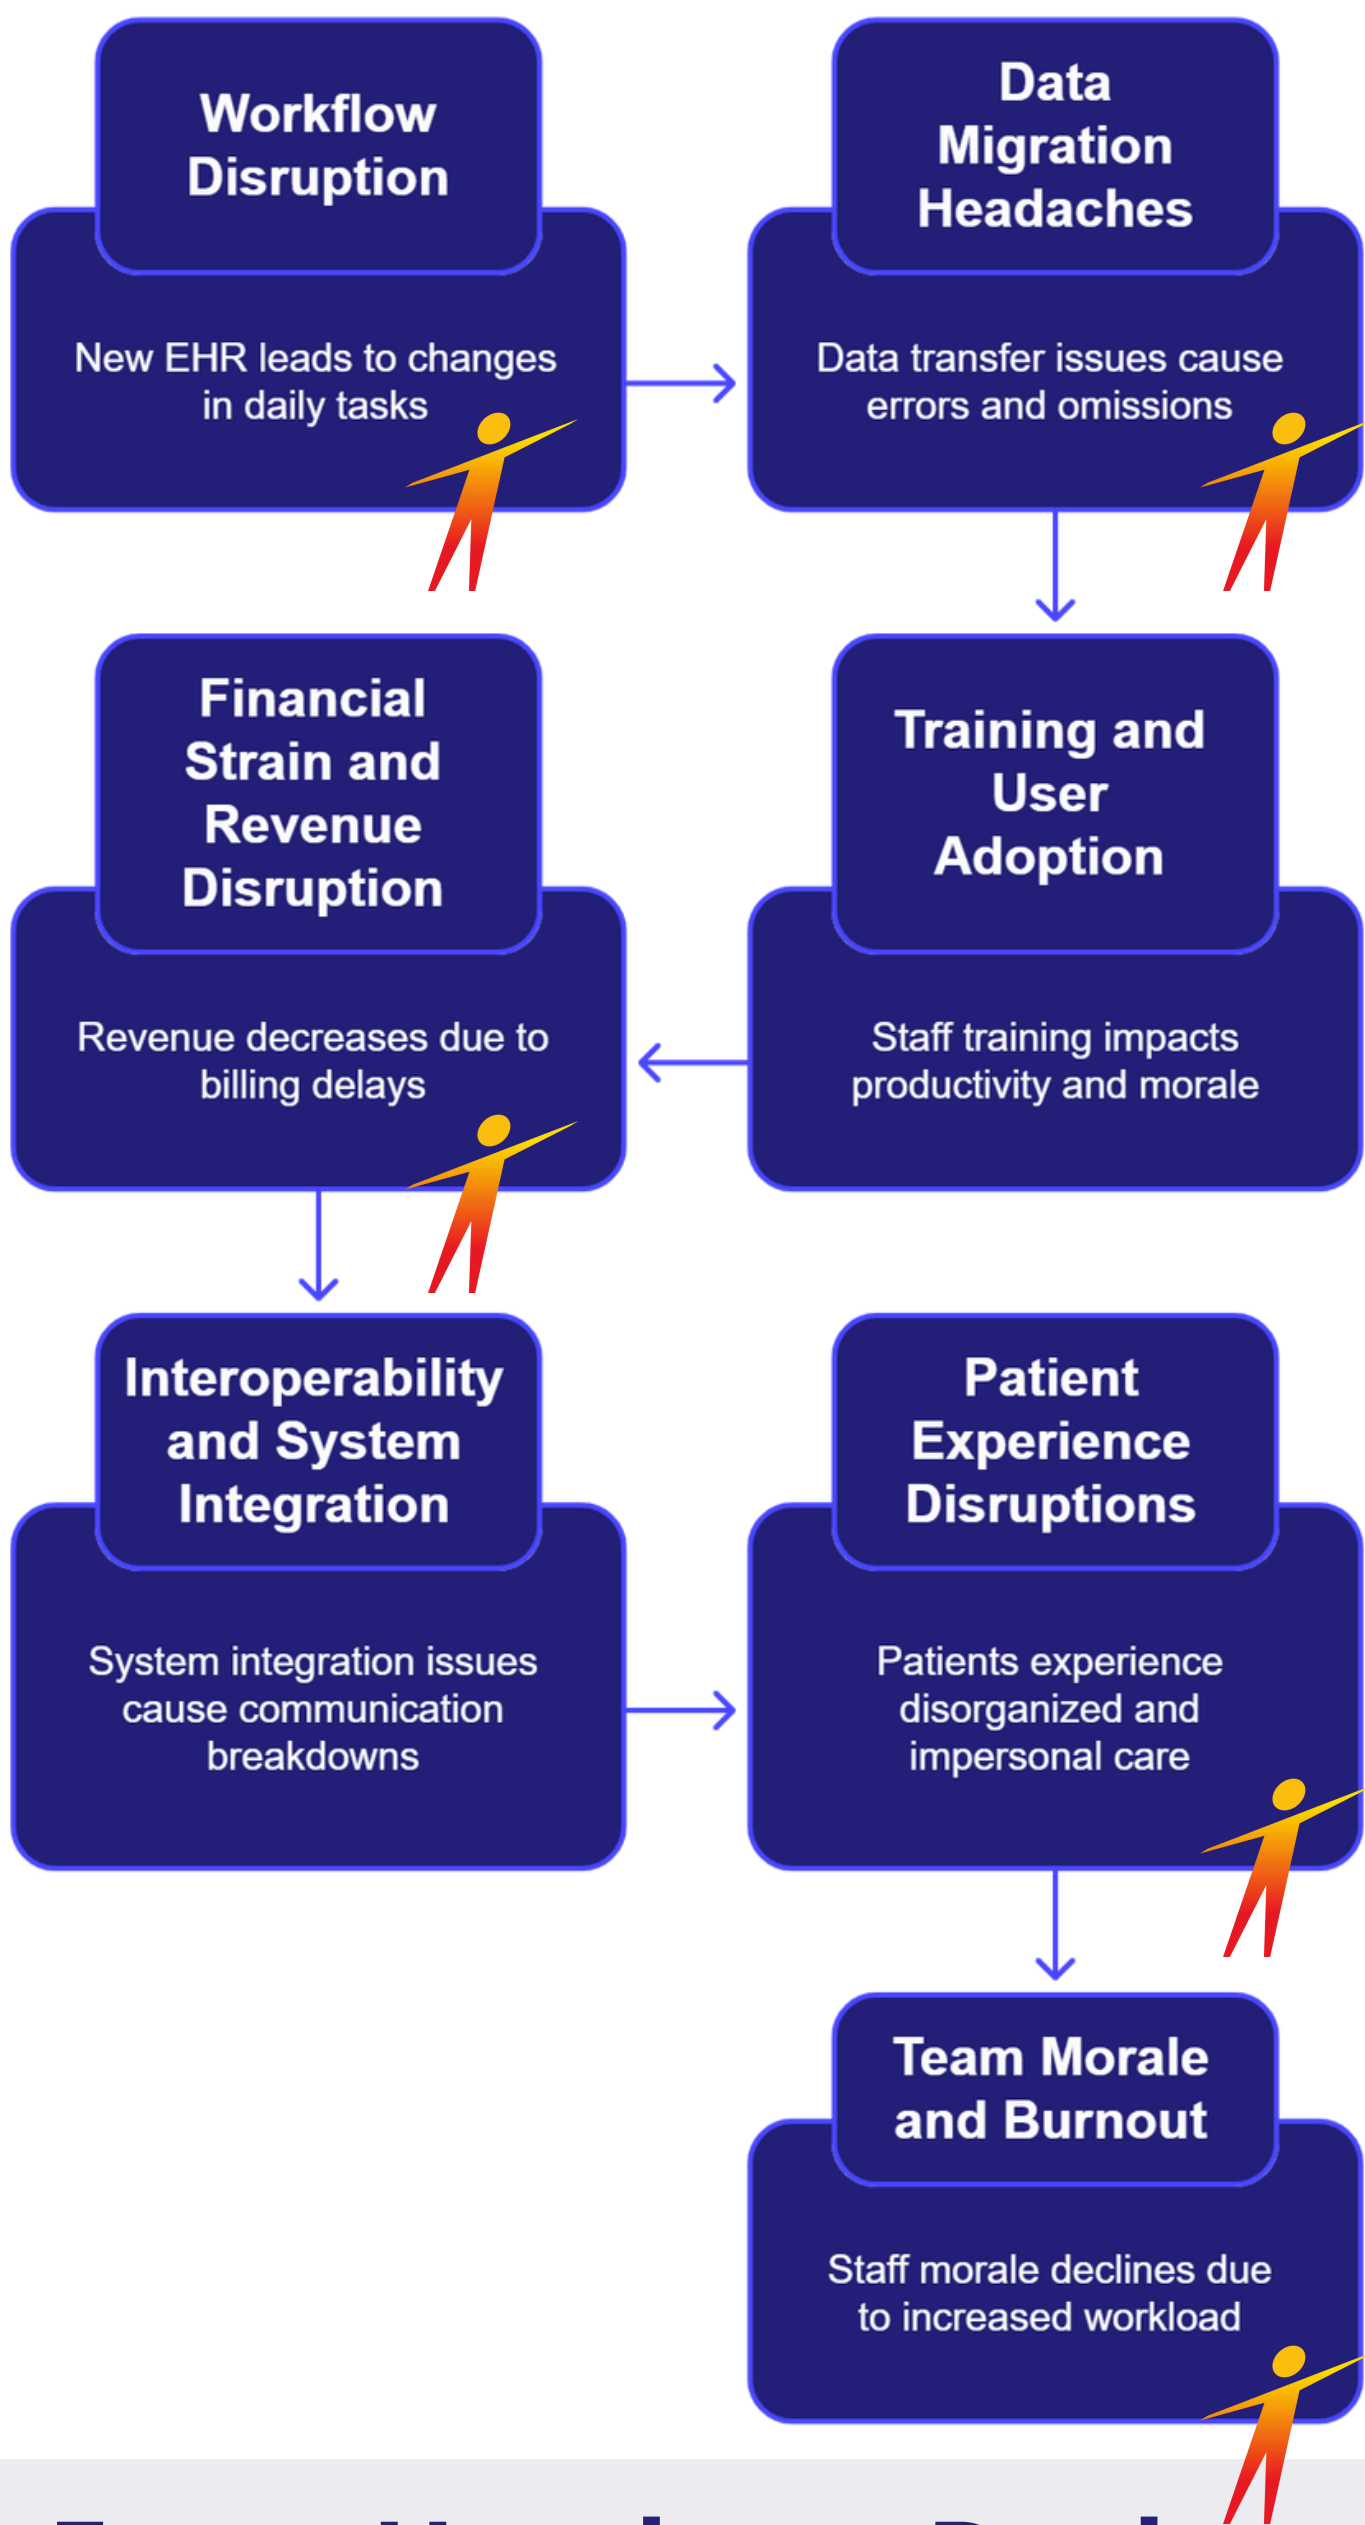 Workflow
Disruption
New EHR leads to changes
in daily tasks
Data
Migration
Headaches
Data transfer issues cause
errors and omissions
Training and
User
Adoption
Staff training impacts
productivity and morale
Financial
Strain and
Revenue
Disruption
Revenue decreases due to
billing delays
Interoperability
and System
Integration
System integration issues
cause communication
breakdowns
Patient
Experience
Disruptions
Patients experience
disorganized and
impersonal care
Team Morale
and Burnout
Staff morale declines due
to increased workload